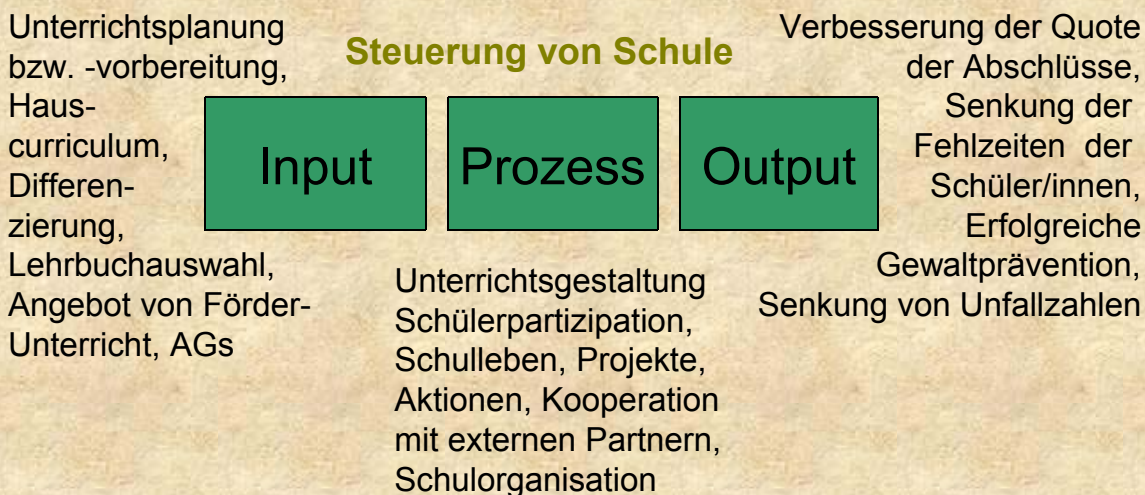 Steuerung von Schule
Unterrichtsplanung
bzw. -vorbereitung,
Haus-
curriculum,
Differen-
zierung,
Lehrbuchauswahl,
Angebot von Förder-
Unterricht, AGs
Input
Prozess
Output
Unterrichtsgestaltung
Schülerpartizipation,
Schulleben, Projekte,
Aktionen, Kooperation
mit externen Partnern,
Schulorganisation
Verbesserung der Quote
der Abschlüsse,
Senkung der
Fehlzeiten der
Schüler/innen,
Erfolgreiche
Gewaltprävention,
Senkung von Unfallzahlen